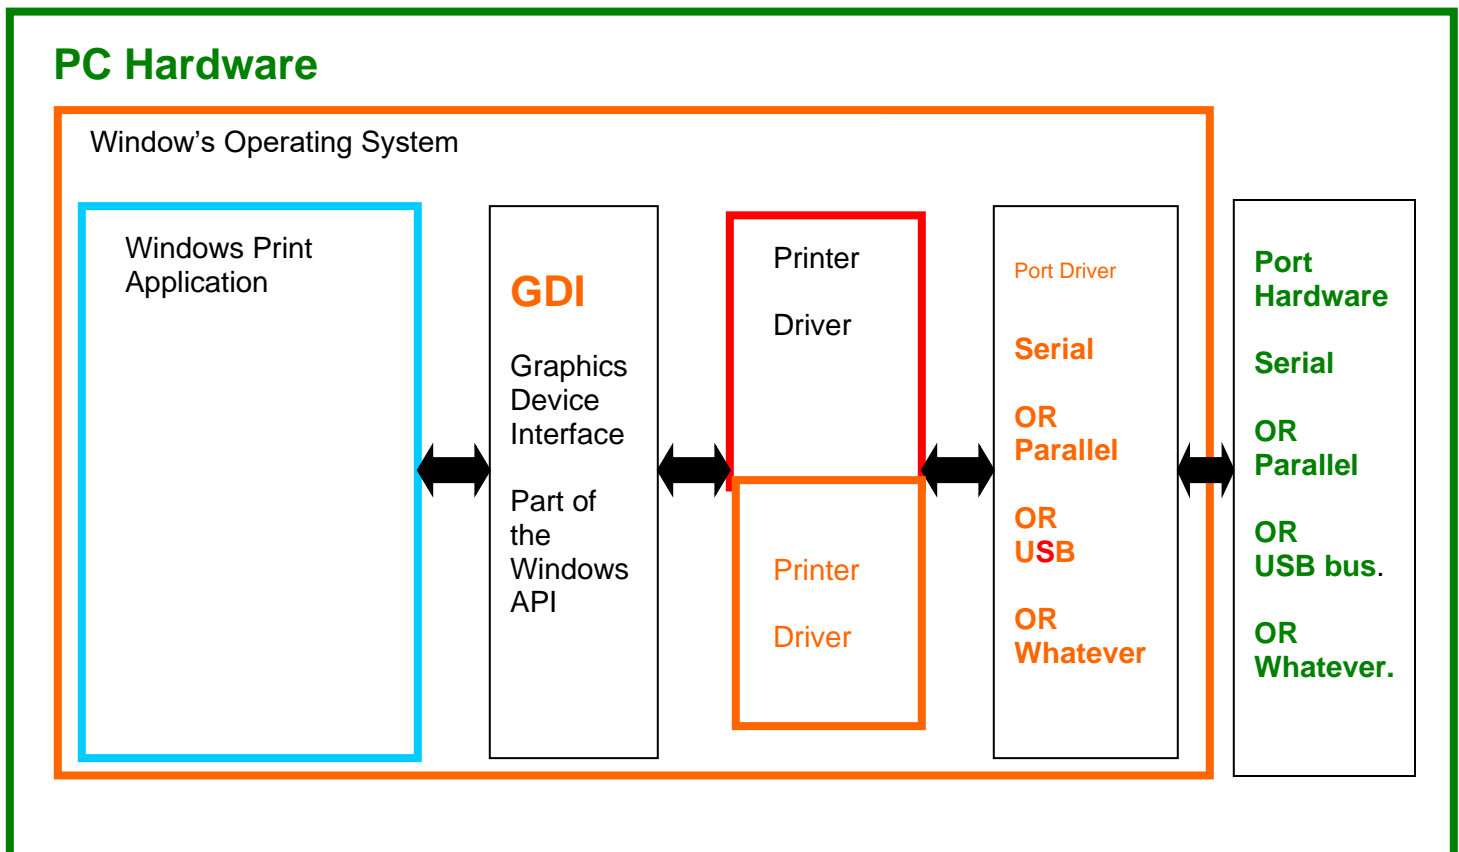 PC Hardware
Window’s Operating System
Windows Print
Application
GDI
Graphics
Device
Interface
Part of
the
Windows
API
Printer
Driver
Printer
Driver
Port Driver
Serial
OR
Parallel
OR
USB
OR
Whatever
Port
Hardware
Serial
OR
Parallel
OR
USB bus.
OR
Whatever.